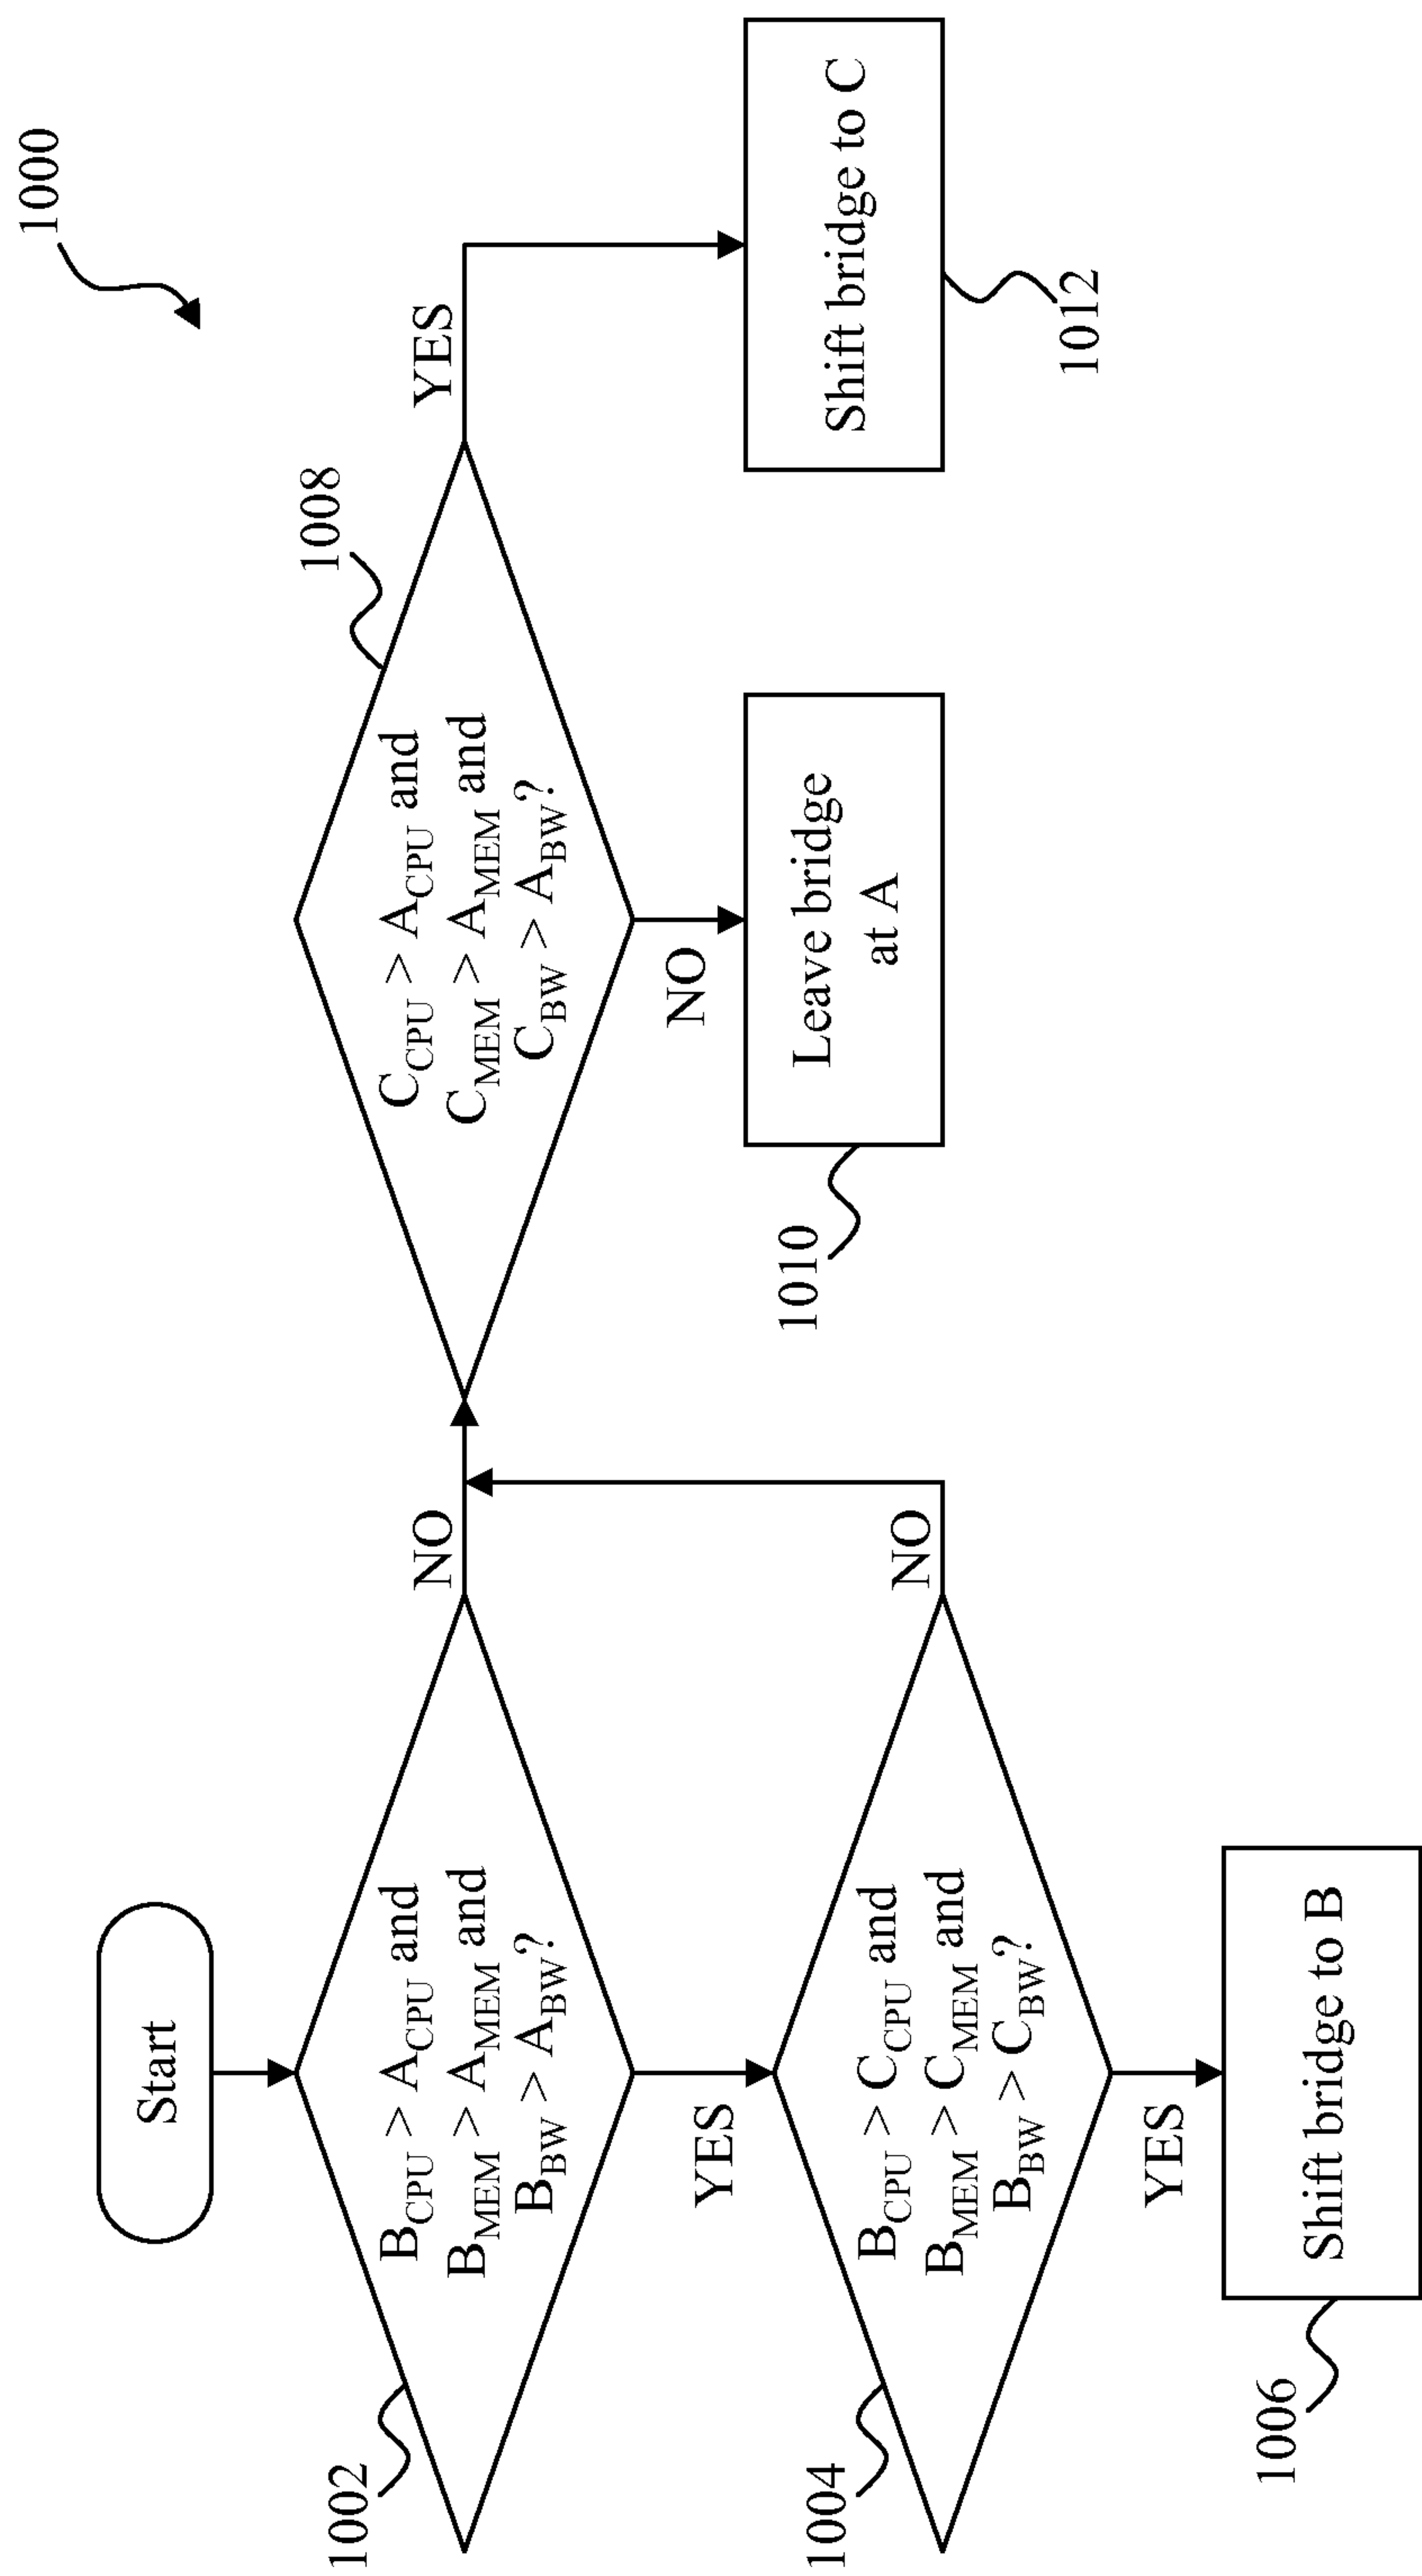 1000
Start
1002
B_CPU > A_CPU and
B_MEM > A_MEM and
B_BW > A_BW?
NO
YES
1008
C_CPU > A_CPU and
C_MEM > A_MEM and
C_BW > A_BW?
YES
NO
1004
B_CPU > C_CPU and
B_MEM > C_MEM and
B_BW > C_BW?
NO
YES
1010
Leave bridge
at A
Shift bridge to C
1012
1006
Shift bridge to B